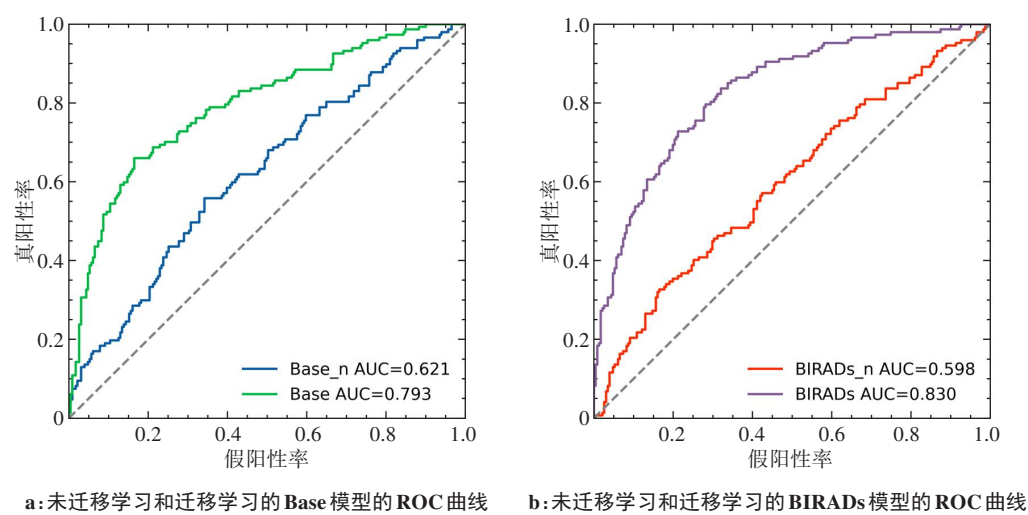 1.0
0.8
0.6
0.4
0.2
0
真阳性率
Base_n AUC=0.621
Base AUC=0.793
0.2 0.4 0.6 0.8 1.0
假阳性率
a:未迁移学习和迁移学习的Base模型的ROC曲线
1.0
0.8
0.6
0.4
0.2
0
真阳性率
BIRADs_n AUC=0.598
BIRADs AUC=0.830
0.2 0.4 0.6 0.8 1.0
假阳性率
b:未迁移学习和迁移学习的BIRADs模型的ROC曲线